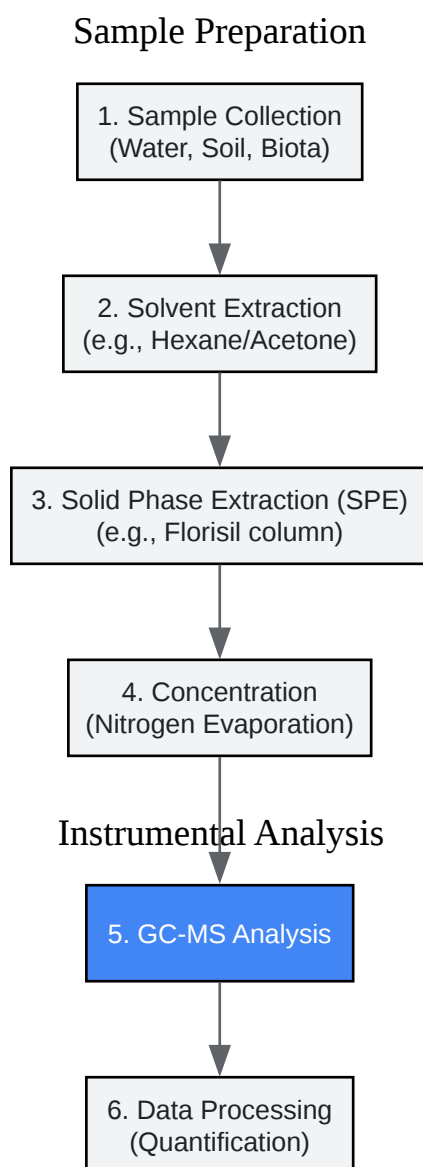 Sample Preparation
1. Sample Collection
(Water, Soil, Biota)
2. Solvent Extraction
(e.g., Hexane/Acetone)
3. Solid Phase Extraction (SPE)
(e.g., Florisil column)
4. Concentration
(Nitrogen Evaporation)
Instrumental Analysis
5. GC-MS Analysis
6. Data Processing
(Quantification)